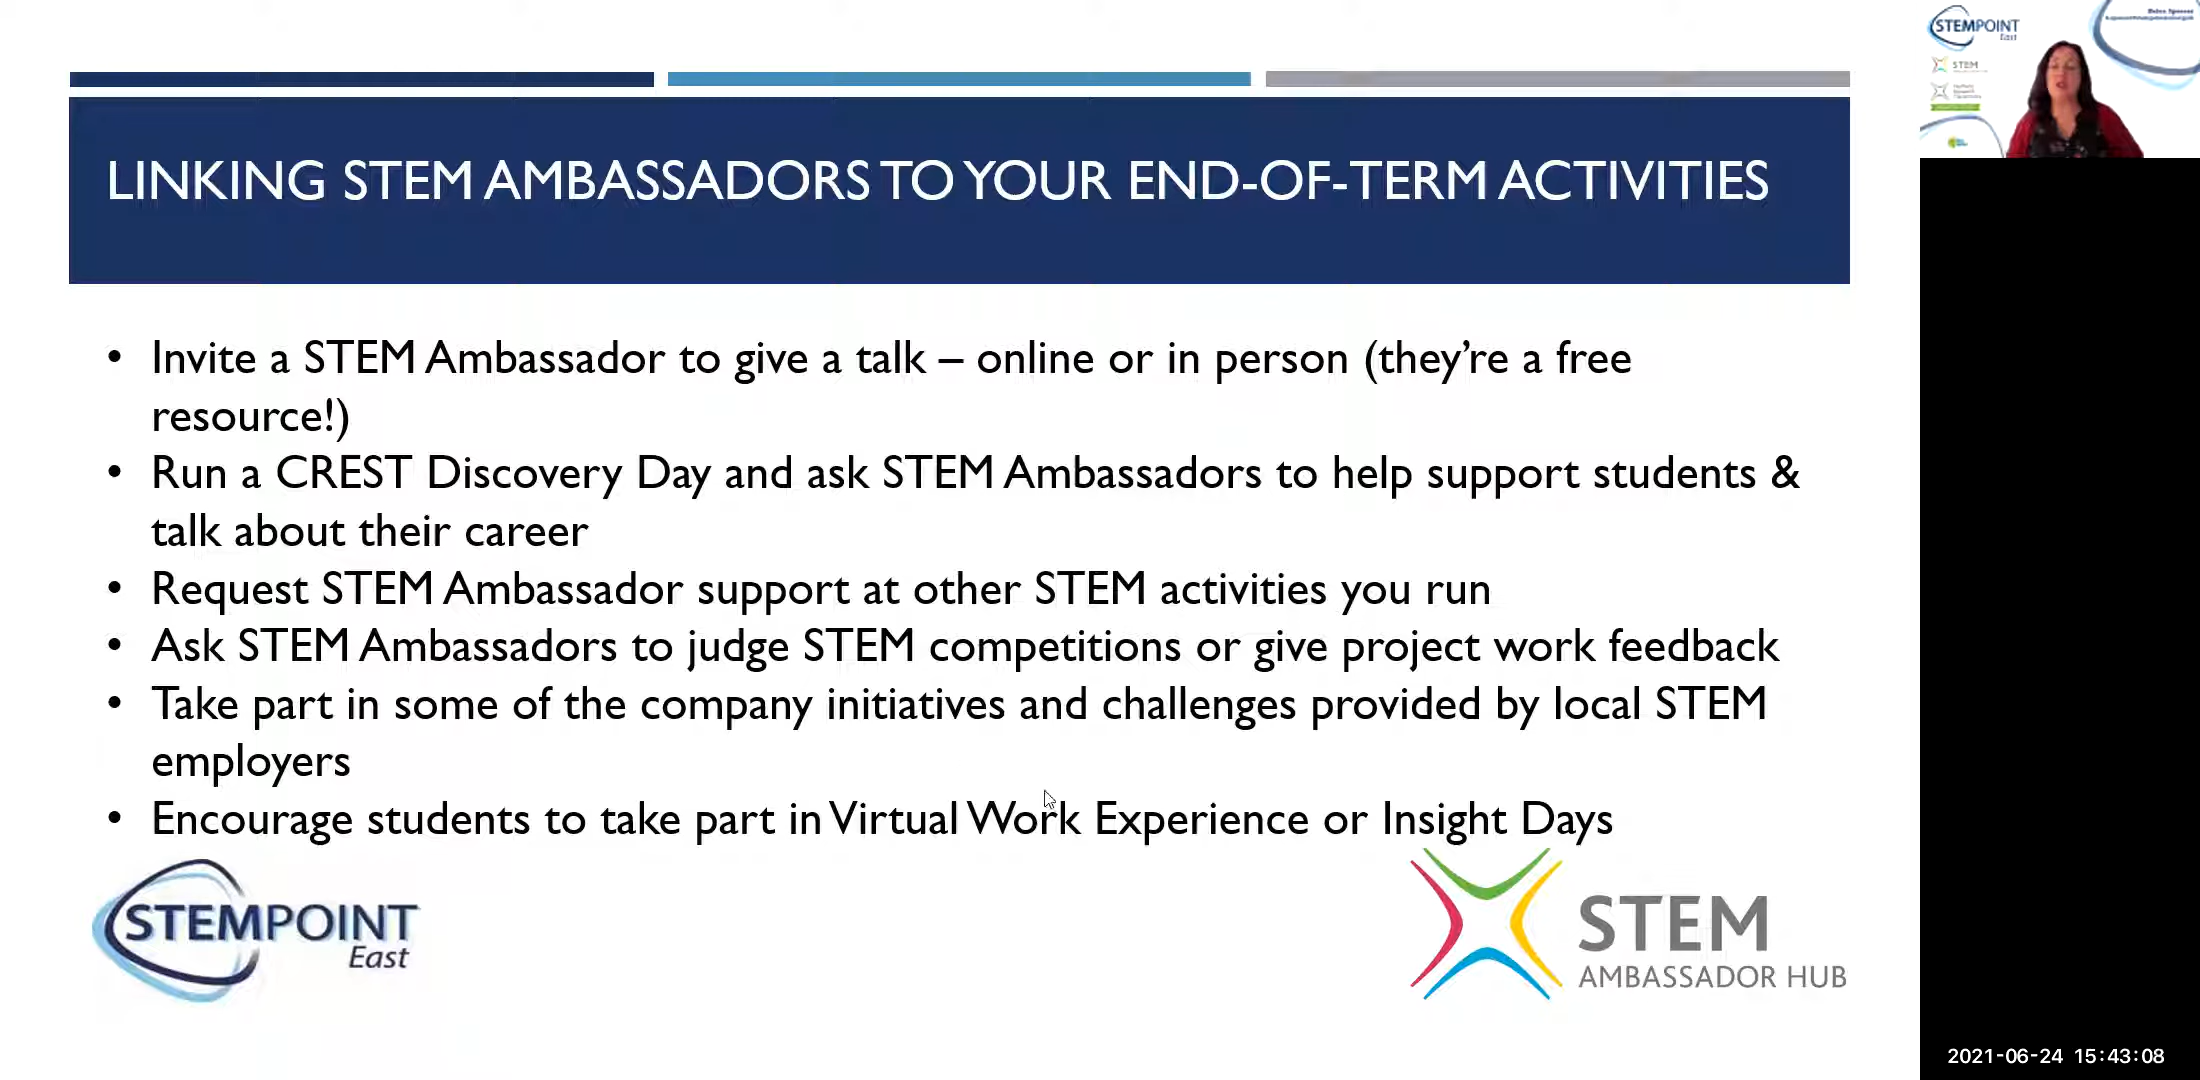 LINKING STEM AMBASSADORS TO YOUR END-OF-TERM ACTIVITIES
• Invite a STEM Ambassador to give a talk – online or in person (they’re a free
resource!)
• Run a CREST Discovery Day and ask STEM Ambassadors to help support students &
talk about their career
• Request STEM Ambassador support at other STEM activities you run
• Ask STEM Ambassadors to judge STEM competitions or give project work feedback
• Take part in some of the company initiatives and challenges provided by local STEM
employers
• Encourage students to take part in Virtual Work Experience or Insight Days
STEMPOINT
East
STEM
AMBASSADOR HUB
STEMPOINT
East
STEM
2021-06-24 15:43:08